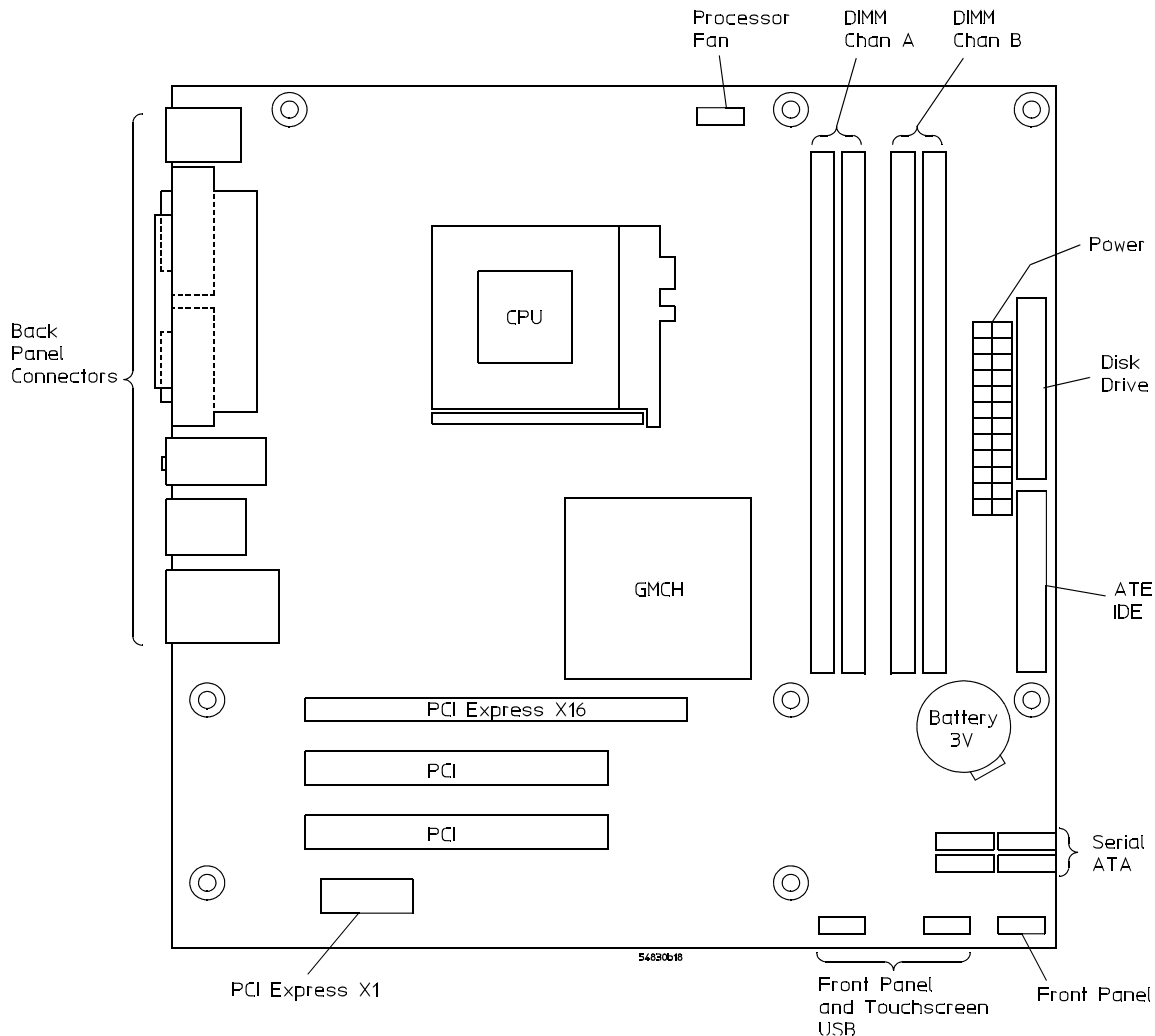 Processor
Fan
DIMM
Chan A
DIMM
Chan B
Power
CPU
Back
Panel
Connectors
Disk
Drive
GMCH
ATE
IDE
PCI Express X16
Battery
3V
PCI
PCI
Serial
ATA
54830b18
PCI Express X1
Front Panel
and Touchscreen
USB
Front Panel